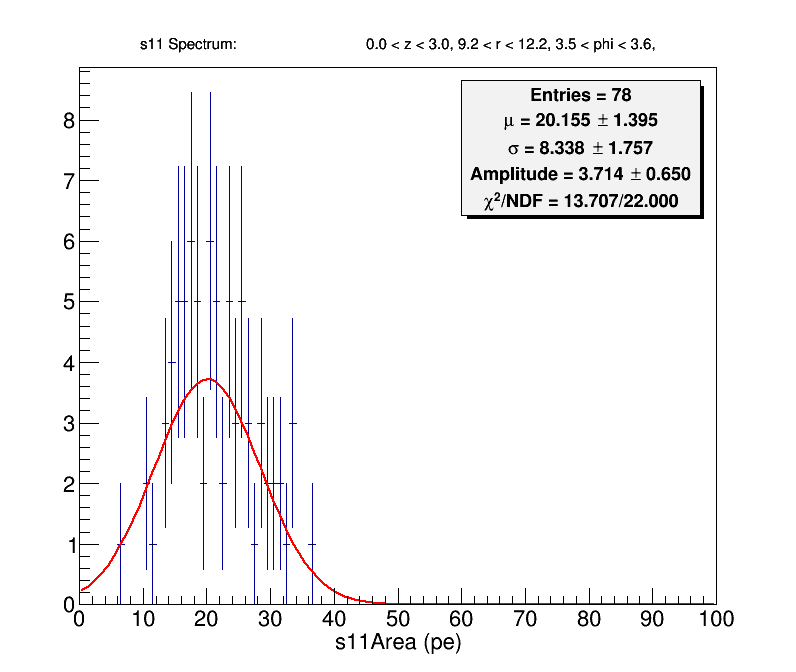 s11 Spectrum: 0.0 < z < 3.0, 9.2 < r < 12.2, 3.5 < phi < 3.6,
Entries = 78
μ = 20.155 ± 1.395
σ = 8.338 ± 1.757
Amplitude = 3.714 ± 0.650
χ²/NDF = 13.707/22.000
8
7
6
5
4
3
2
1
0
0 10 20 30 40 50 60 70 80 90 100
s11Area (pe)